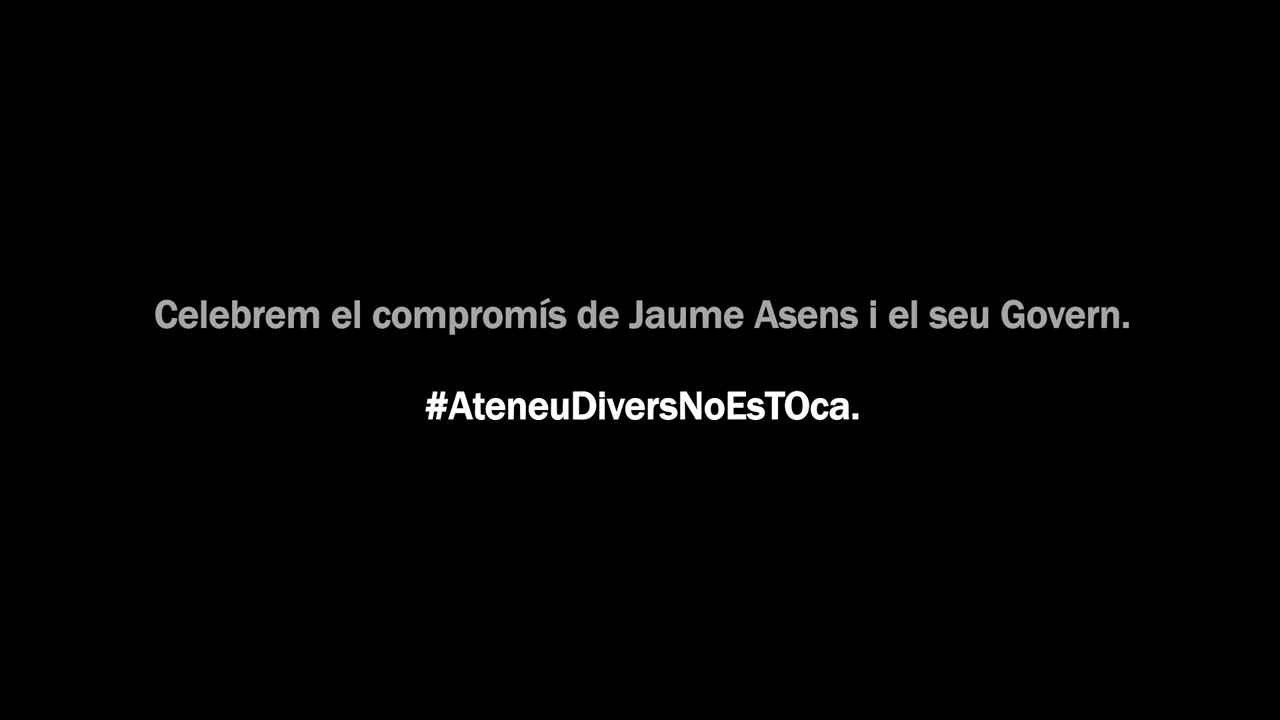 Celebrem el compromís de Jaume Asens i el seu Govern.
#AteneuDiversNoEsTOca.